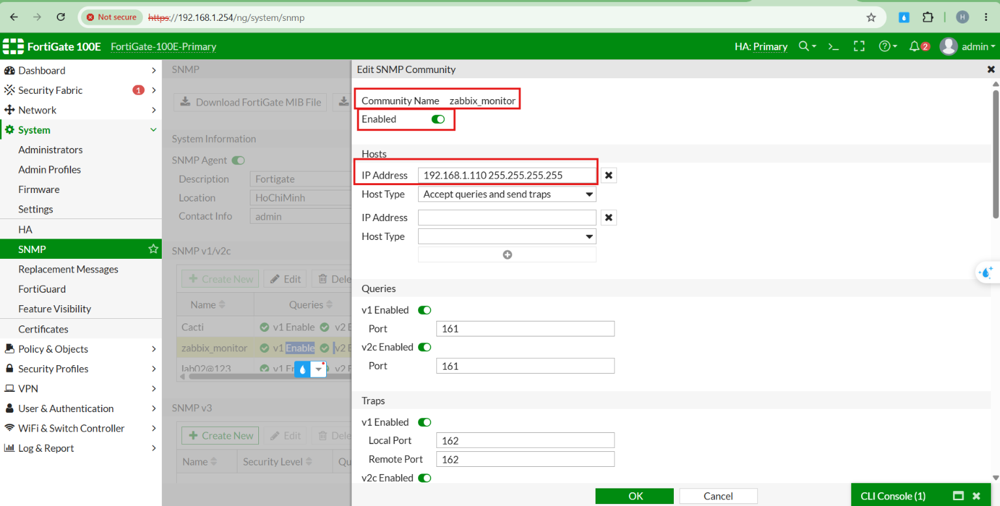 Not secure https://192.168.1.254/ng/system/snmp H
FortiGate 100E FortiGate-100E-Primary HA: Primary >_ 2 admin
Dashboard
Security Fabric 1
Network
System
Administrators
Admin Profiles
Firmware
Settings
HA
SNMP
Replacement Messages
FortiGuard
Feature Visibility
Certificates
Policy & Objects
Security Profiles
VPN
User & Authentication
WiFi & Switch Controller
Log & Report
SNMP
Download FortiGate MIB File
System Information
SNMP Agent
Description Fortigate
Location HoChiMinh
Contact Info admin
SNMP v1/v2c
Create New Edit Dele
Name Queries
Cacti v1 Enable v2 E
zabbix_monitor v1 Enable v2 E
lab02@123 v1 En v2 E
SNMP v3
Create New Edit Dele
Name Security Level Qu
Edit SNMP Community
Community Name zabbix_monitor
Enabled
Hosts
IP Address 192.168.1.110 255.255.255.255
Host Type Accept queries and send traps
IP Address
Host Type
Queries
v1 Enabled
Port 161
v2c Enabled
Port 161
Traps
v1 Enabled
Local Port 162
Remote Port 162
v2c Enabled
OK Cancel
CLI Console (1)